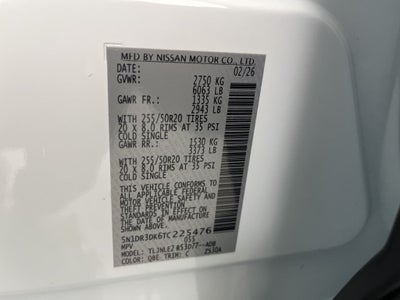 MFD BY NISSAN MOTOR CO., LTD.
DATE: 02/26
GVWR: 2750 KG
6063 LB
GAWR FR.: 1335 KG
2943 LB
WITH 255/50R20 TIRES
20 x 8.0 RIMS AT 35 PSI
COLD SINGLE
GAWR RR.: 1530 KG
3373 LB
WITH 255/50R20 TIRES
20 x 8.0 RIMS AT 35 PSI
COLD SINGLE
THIS VEHICLE CONFORMS
TO ALL APPLICABLE FEDERAL
MOTOR VEHICLE SAFETY
STANDARDS IN EFFECT ON
THE DATE OF MANUFACTURE
SHOWN ABOVE.
5N1DR3DK6TC225476
MPV
MODEL:
COLOR: QBE TRIM: C